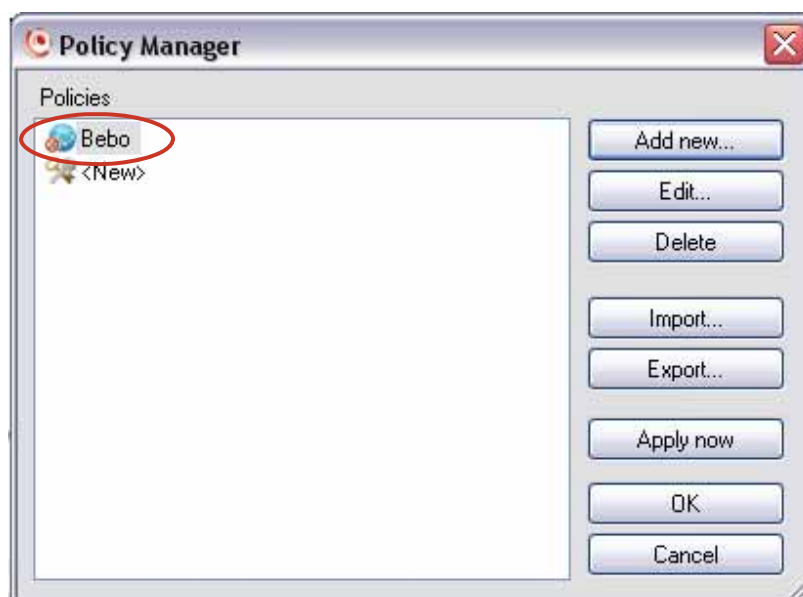 Policy Manager
Policies
Bebo
<New>
Add new...
Edit...
Delete
Import...
Export...
Apply now
OK
Cancel